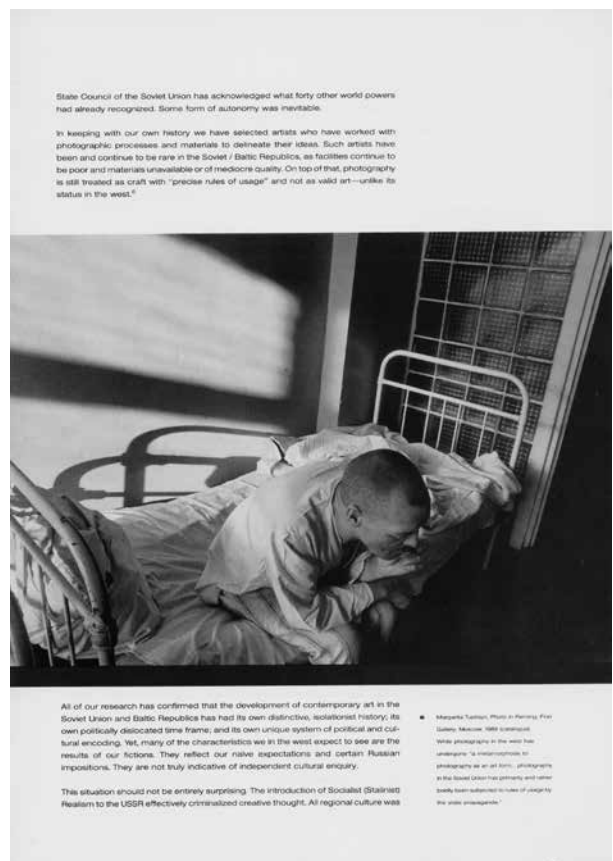 State Council of the Soviet Union has acknowledged what forty other world powers
had already recognized. Some form of autonomy was inevitable.
In keeping with our own history we have selected artists who have worked with
photographic processes and materials to delineate their ideas. Such artists have
been and continue to be rare in the Soviet / Baltic Republics, as facilities continue to
be poor and materials unavailable or of mediocre quality. On top of that, photography
is still treated as craft with "precise rules of usage" and not as valid art—unlike its
status in the west.6
All of our research has confirmed that the development of contemporary art in the
Soviet Union and Baltic Republics has had its own distinctive, isolationist history; its
own politically dislocated time frame; and its own unique system of political and cul-
tural encoding. Yet, many of the characteristics we in the west expect to see are the
results of our fictions. They reflect our naive expectations and certain Russian
impositions. They are not truly indicative of independent cultural enquiry.
This situation should not be entirely surprising. The introduction of Socialist (Stalinist)
Realism to the USSR effectively criminalized creative thought. All regional culture was
6 Margarita Tupitsyn, Photo in Painting, First
Gallery, Moscow, 1989 (catalogue).
While photography in the west has
undergone "a metamorphosis to
photography as an art form... photography
in the Soviet Union has primarily and rather
been subjected to rules of usage by
the state propaganda."